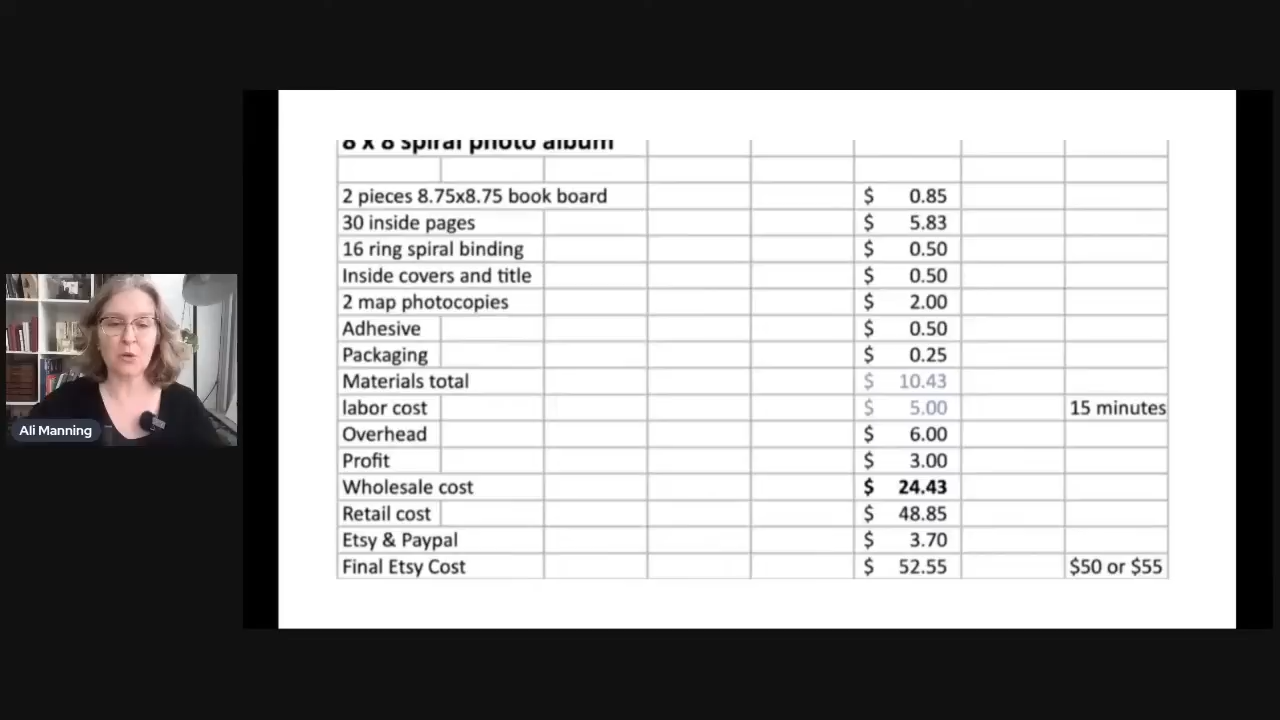 8 x 8 spiral photo album
2 pieces 8.75x8.75 book board $ 0.85
30 inside pages $ 5.83
16 ring spiral binding $ 0.50
Inside covers and title $ 0.50
2 map photocopies $ 2.00
Adhesive $ 0.50
Packaging $ 0.25
Materials total $ 10.43
labor cost $ 5.00 15 minutes
Overhead $ 6.00
Profit $ 3.00
Wholesale cost $ 24.43
Retail cost $ 48.85
Etsy & Paypal $ 3.70
Final Etsy Cost $ 52.55 $50 or $55
Ali Manning